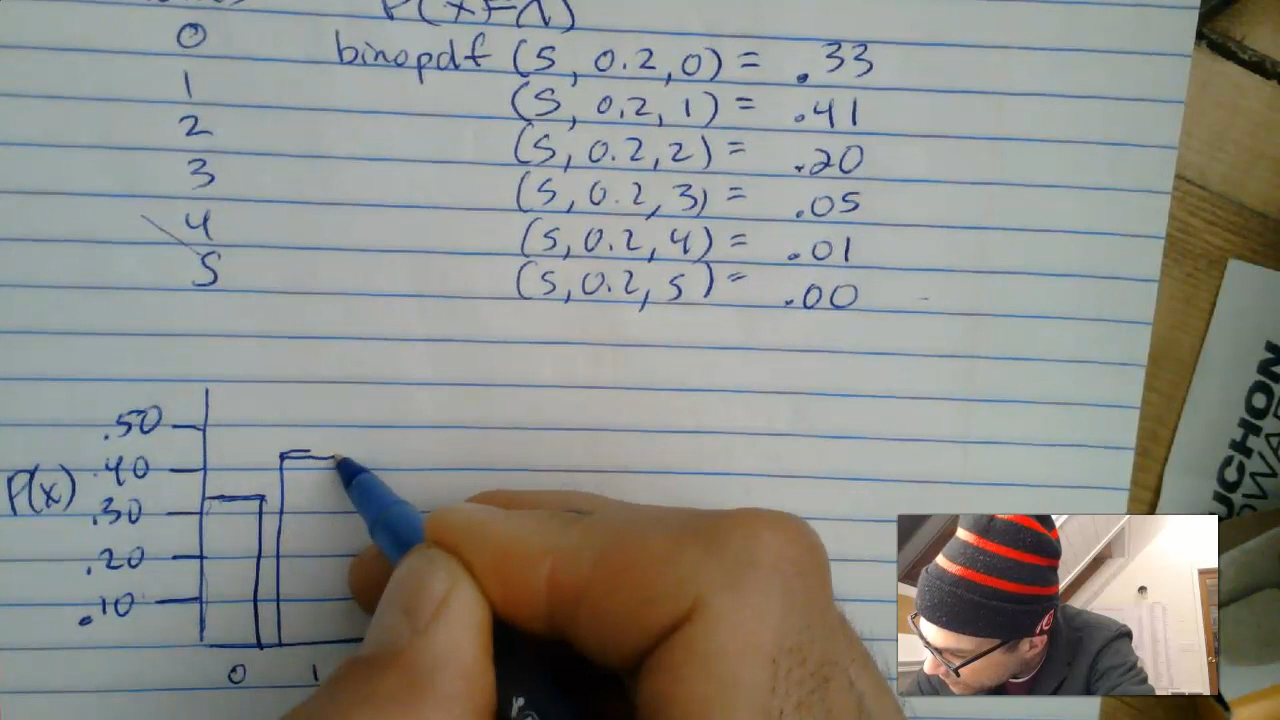 P(x=x)
0 binopdf (5, 0.2, 0) = .33
1 (5, 0.2, 1) = .41
2 (5, 0.2, 2) = .20
3 (5, 0.2, 3) = .05
4 (5, 0.2, 4) = .01
5 (5, 0.2, 5) = .00
.50
P(x) .40
.30
.20
.10
0 1
UCHON